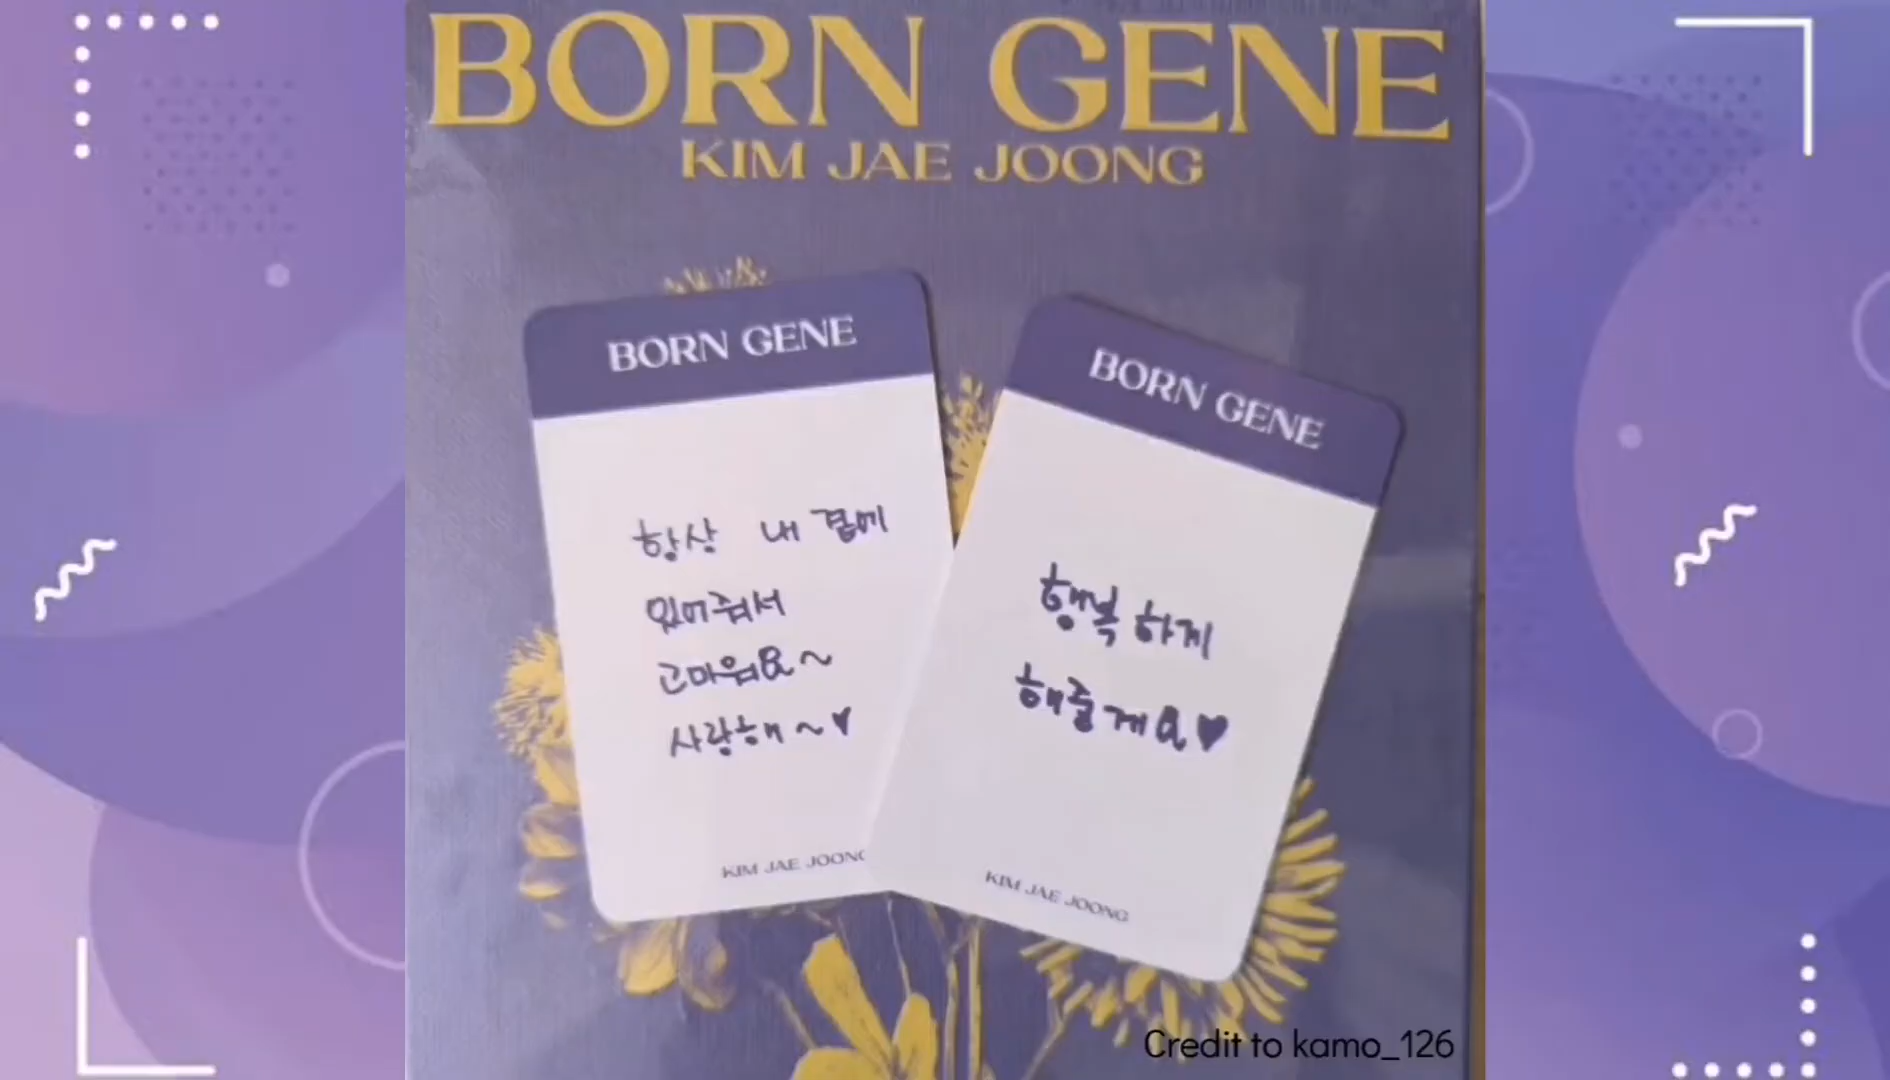 BORN GENE
KIM JAE JOONG
BORN GENE
항상 내 곁에
있어줘서
고마워요~
사랑해~♥
KIM JAE JOONG
BORN GENE
행복하게
해줄게요♥
KIM JAE JOONG
Credit to kamo_126